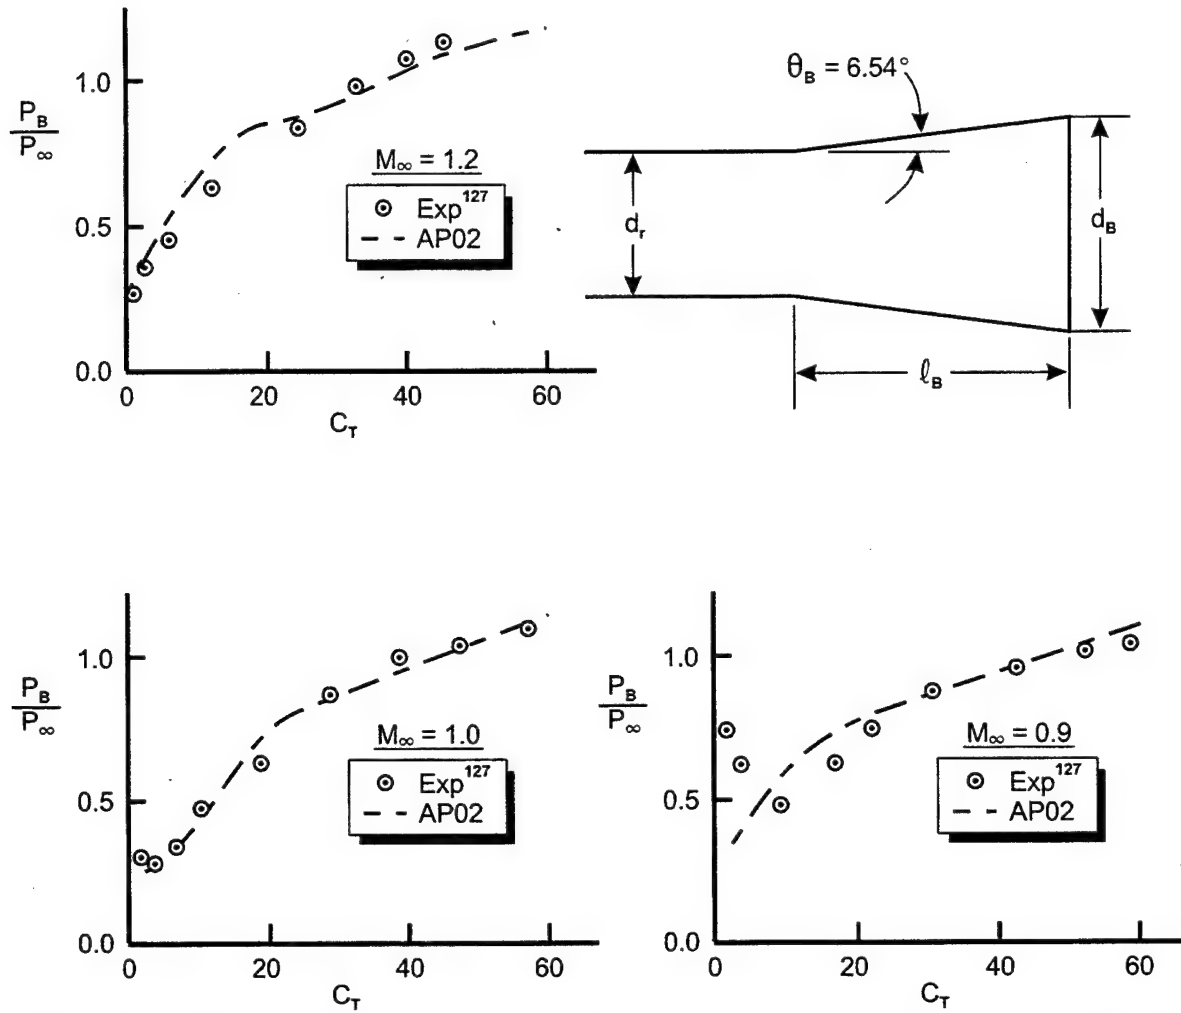 P_B
P_∞
1.0
0.5
0.0
0
20
40
60
C_T
M_∞ = 1.2
Exp^127
AP02
θ_B = 6.54°
d_r
d_B
ℓ_B
P_B
P_∞
1.0
0.5
0.0
0
20
40
60
C_T
M_∞ = 1.0
Exp^127
AP02
P_B
P_∞
1.0
0.5
0.0
0
20
40
60
C_T
M_∞ = 0.9
Exp^127
AP02